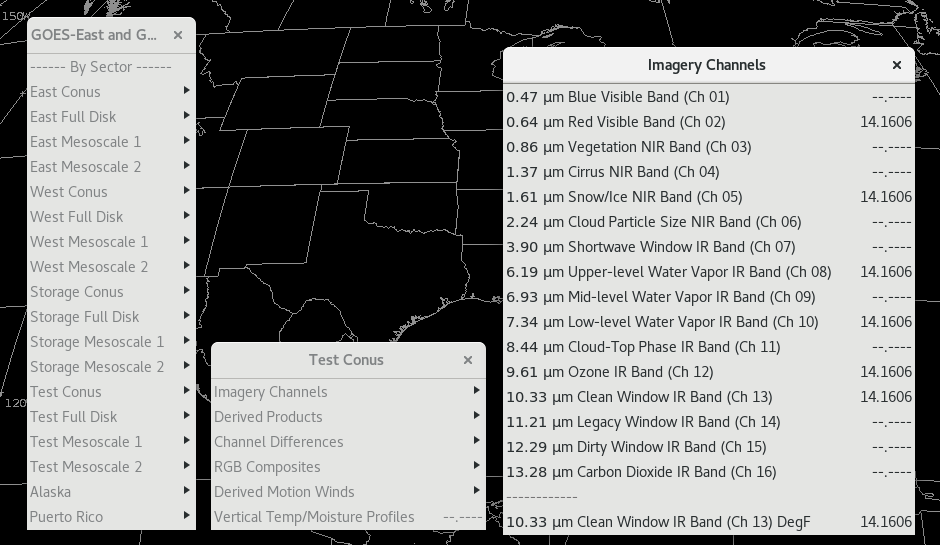 150W
GOES-East and G...
------ By Sector ------
East Conus
East Full Disk
East Mesoscale 1
East Mesoscale 2
West Conus
West Full Disk
West Mesoscale 1
West Mesoscale 2
Storage Conus
Storage Full Disk
Storage Mesoscale 1
Storage Mesoscale 2
Test Conus
Test Full Disk
Test Mesoscale 1
Test Mesoscale 2
Alaska
Puerto Rico
120
Test Conus
Imagery Channels
Derived Products
Channel Differences
RGB Composites
Derived Motion Winds
Vertical Temp/Moisture Profiles --.----
Imagery Channels
0.47 µm Blue Visible Band (Ch 01) --.----
0.64 µm Red Visible Band (Ch 02) 14.1606
0.86 µm Vegetation NIR Band (Ch 03) --.----
1.37 µm Cirrus NIR Band (Ch 04) --.----
1.61 µm Snow/Ice NIR Band (Ch 05) 14.1606
2.24 µm Cloud Particle Size NIR Band (Ch 06) --.----
3.90 µm Shortwave Window IR Band (Ch 07) --.----
6.19 µm Upper-level Water Vapor IR Band (Ch 08) 14.1606
6.93 µm Mid-level Water Vapor IR Band (Ch 09) --.----
7.34 µm Low-level Water Vapor IR Band (Ch 10) 14.1606
8.44 µm Cloud-Top Phase IR Band (Ch 11) --.----
9.61 µm Ozone IR Band (Ch 12) 14.1606
10.33 µm Clean Window IR Band (Ch 13) 14.1606
11.21 µm Legacy Window IR Band (Ch 14) --.----
12.29 µm Dirty Window IR Band (Ch 15) --.----
13.28 µm Carbon Dioxide IR Band (Ch 16) --.----
------------
10.33 µm Clean Window IR Band (Ch 13) DegF 14.1606